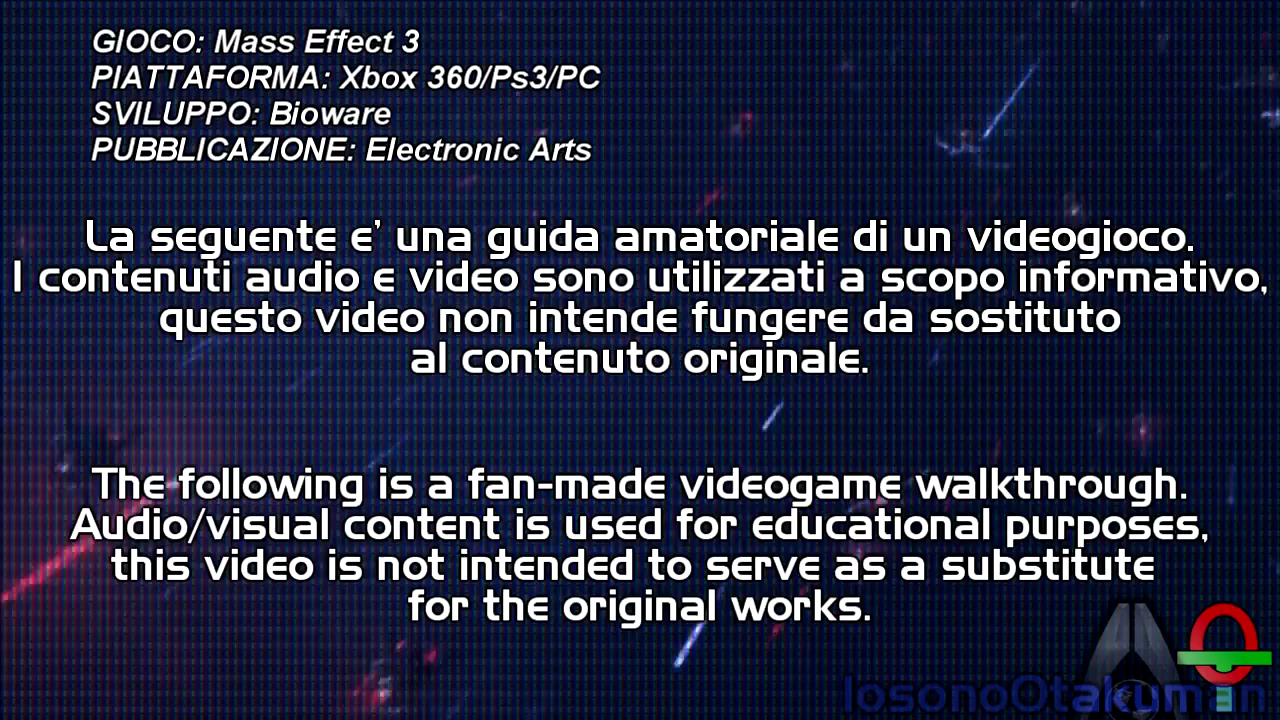 GIOCO: Mass Effect 3
PIATTAFORMA: Xbox 360/Ps3/PC
SVILUPPO: Bioware
PUBBLICAZIONE: Electronic Arts
La seguente e' una guida amatoriale di un videogioco.
I contenuti audio e video sono utilizzati a scopo informativo,
questo video non intende fungere da sostituto
al contenuto originale.
The following is a fan-made videogame walkthrough.
Audio/visual content is used for educational purposes,
this video is not intended to serve as a substitute
for the original works.
IosonoOtakuman